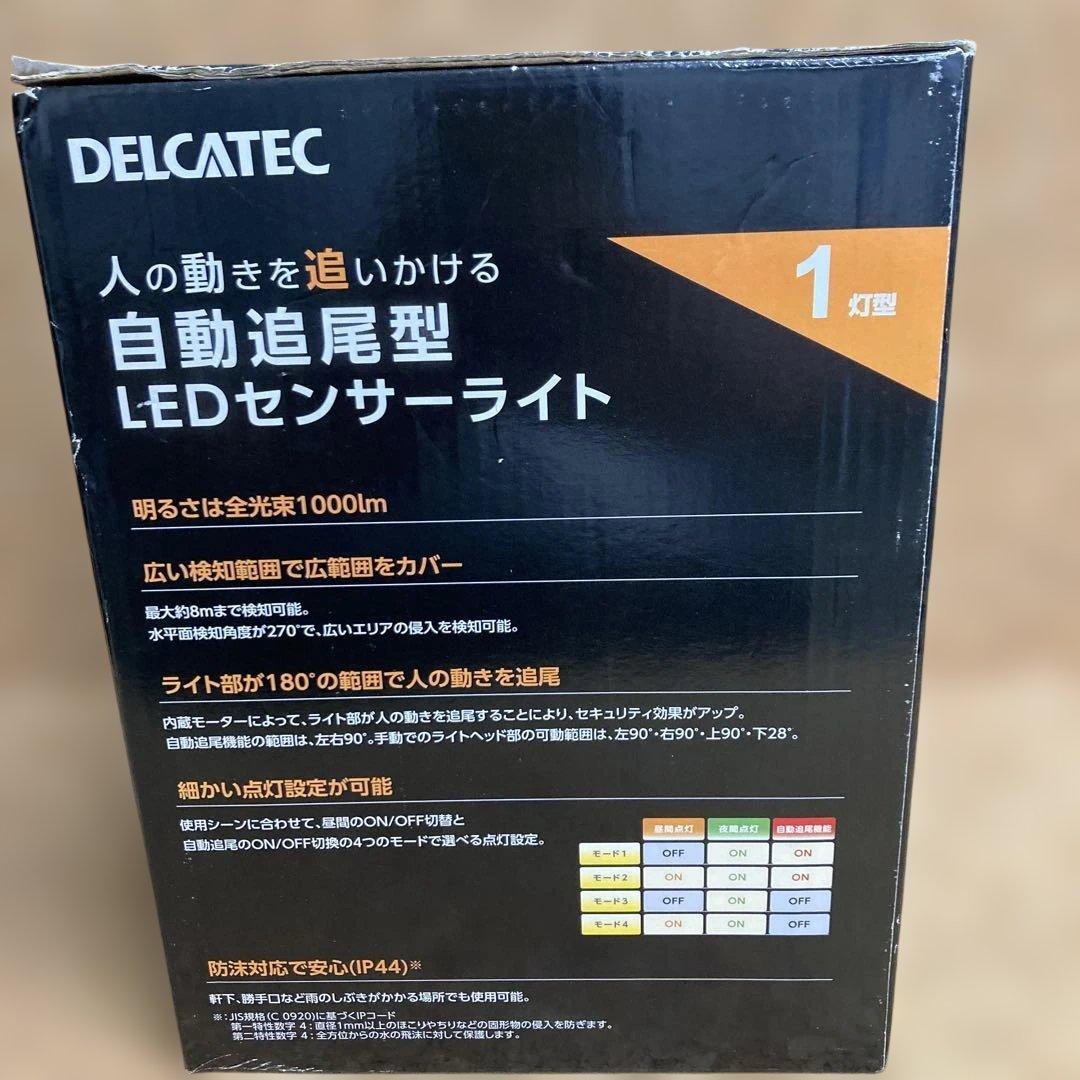 DELCATEC
1灯型
人の動きを追いかける
自動追尾型
LEDセンサーライト
明るさは全光束1000lm
広い検知範囲で広範囲をカバー
最大約8mまで検知可能。
水平面検知角度が270°で、広いエリアの侵入を検知可能。
ライト部が180°の範囲で人の動きを追尾
内蔵モーターによって、ライト部が人の動きを追尾することにより、セキュリティ効果がアップ。
自動追尾機能の範囲は、左右90°。手動でのライトヘッド部の可動範囲は、左90°・右90°・上90°・下28°。
細かい点灯設定が可能
使用シーンに合わせて、昼間のON/OFF切替と
自動追尾のON/OFF切換の4つのモードで選べる点灯設定。
昼間点灯 夜間点灯 自動追尾機能
モード1 OFF ON ON
モード2 ON ON ON
モード3 OFF ON OFF
モード4 ON ON OFF
防沫対応で安心(IP44)※
軒下、勝手口など雨のしぶきがかかる場所でも使用可能。
※:JIS規格(C 0920)に基づくIPコード
第一特性数字 4:直径1mm以上のほこりやちりなどの固形物の侵入を防ぎます。
第二特性数字 4:全方位からの水の飛沫に対して保護します。